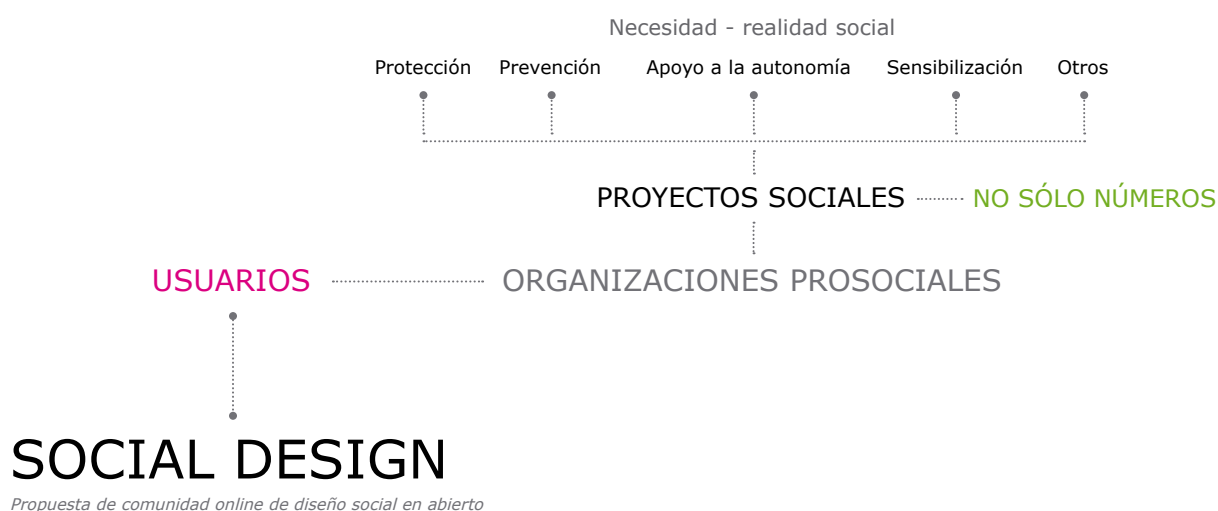 Necesidad - realidad social
Protección Prevención Apoyo a la autonomía Sensibilización Otros
PROYECTOS SOCIALES NO SÓLO NÚMEROS
USUARIOS ORGANIZACIONES PROSOCIALES
SOCIAL DESIGN
Propuesta de comunidad online de diseño social en abierto